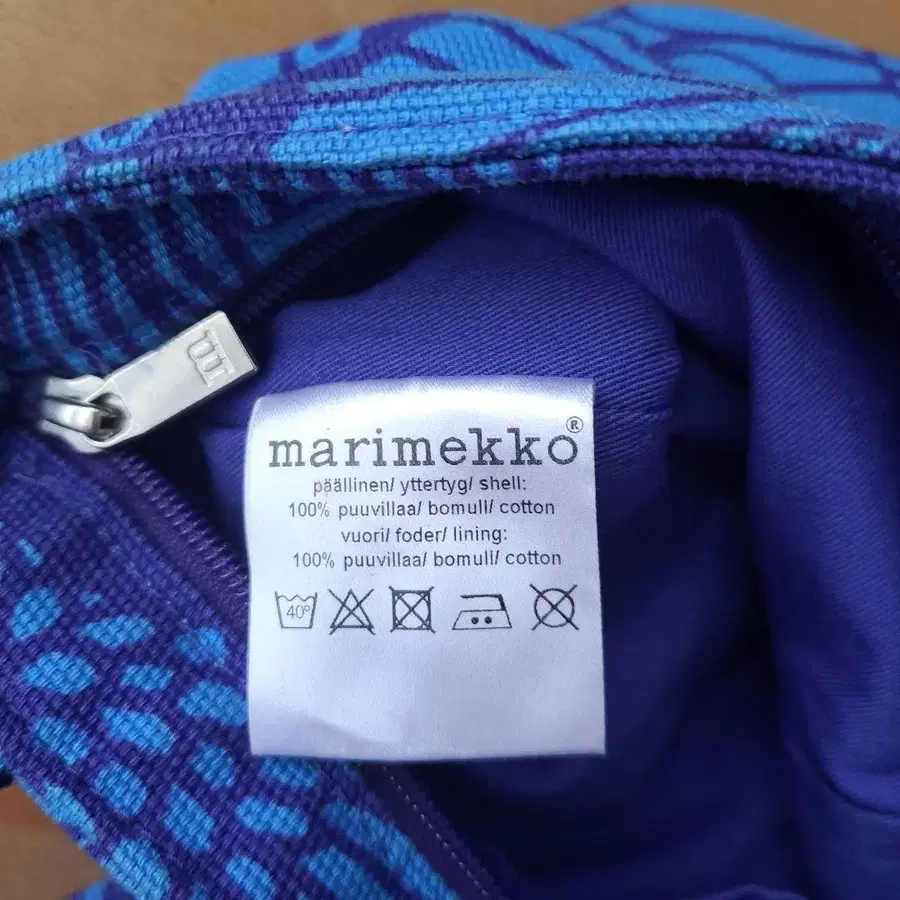 m
marimekko®
päällinen/ yttertyg/ shell:
100% puuvillaa/ bomull/ cotton
vuori/ foder/ lining:
100% puuvillaa/ bomull/ cotton
40°